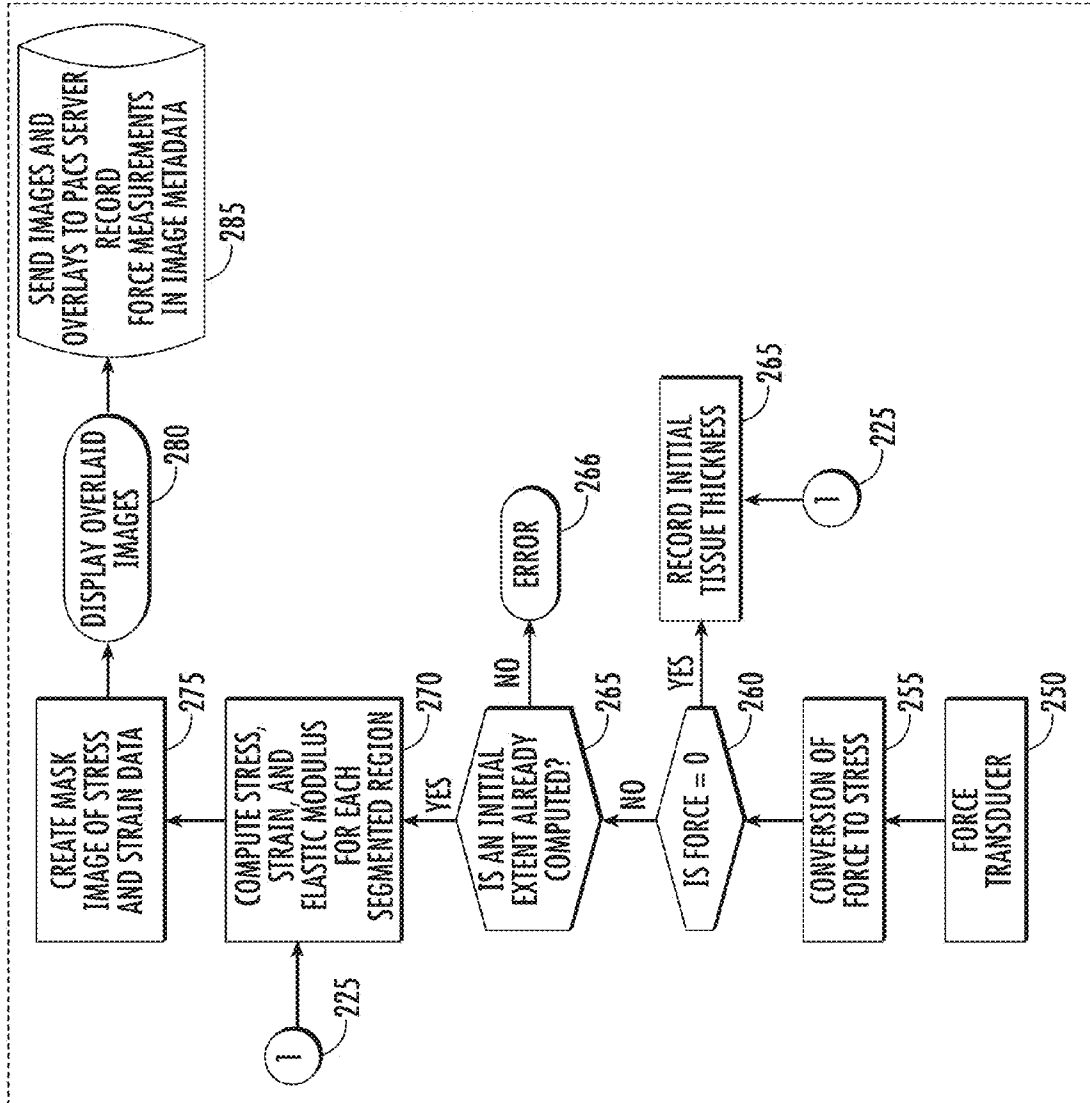 SEND IMAGES AND
OVERLAYS TO PACS SERVER
RECORD
FORCE MEASUREMENTS
IN IMAGE METADATA
285
DISPLAY OVERLAID
IMAGES
280
CREATE MASK
IMAGE OF STRESS
AND STRAIN DATA
275
COMPUTE STRESS,
STRAIN, AND
ELASTIC MODULUS
FOR EACH
SEGMENTED REGION
270
1
225
YES
IS AN INITIAL
EXTENT ALREADY
COMPUTED?
265
NO
ERROR
266
NO
IS FORCE = 0
260
YES
RECORD INITIAL
TISSUE THICKNESS
265
1
225
CONVERSION OF
FORCE TO STRESS
255
FORCE
TRANSDUCER
250